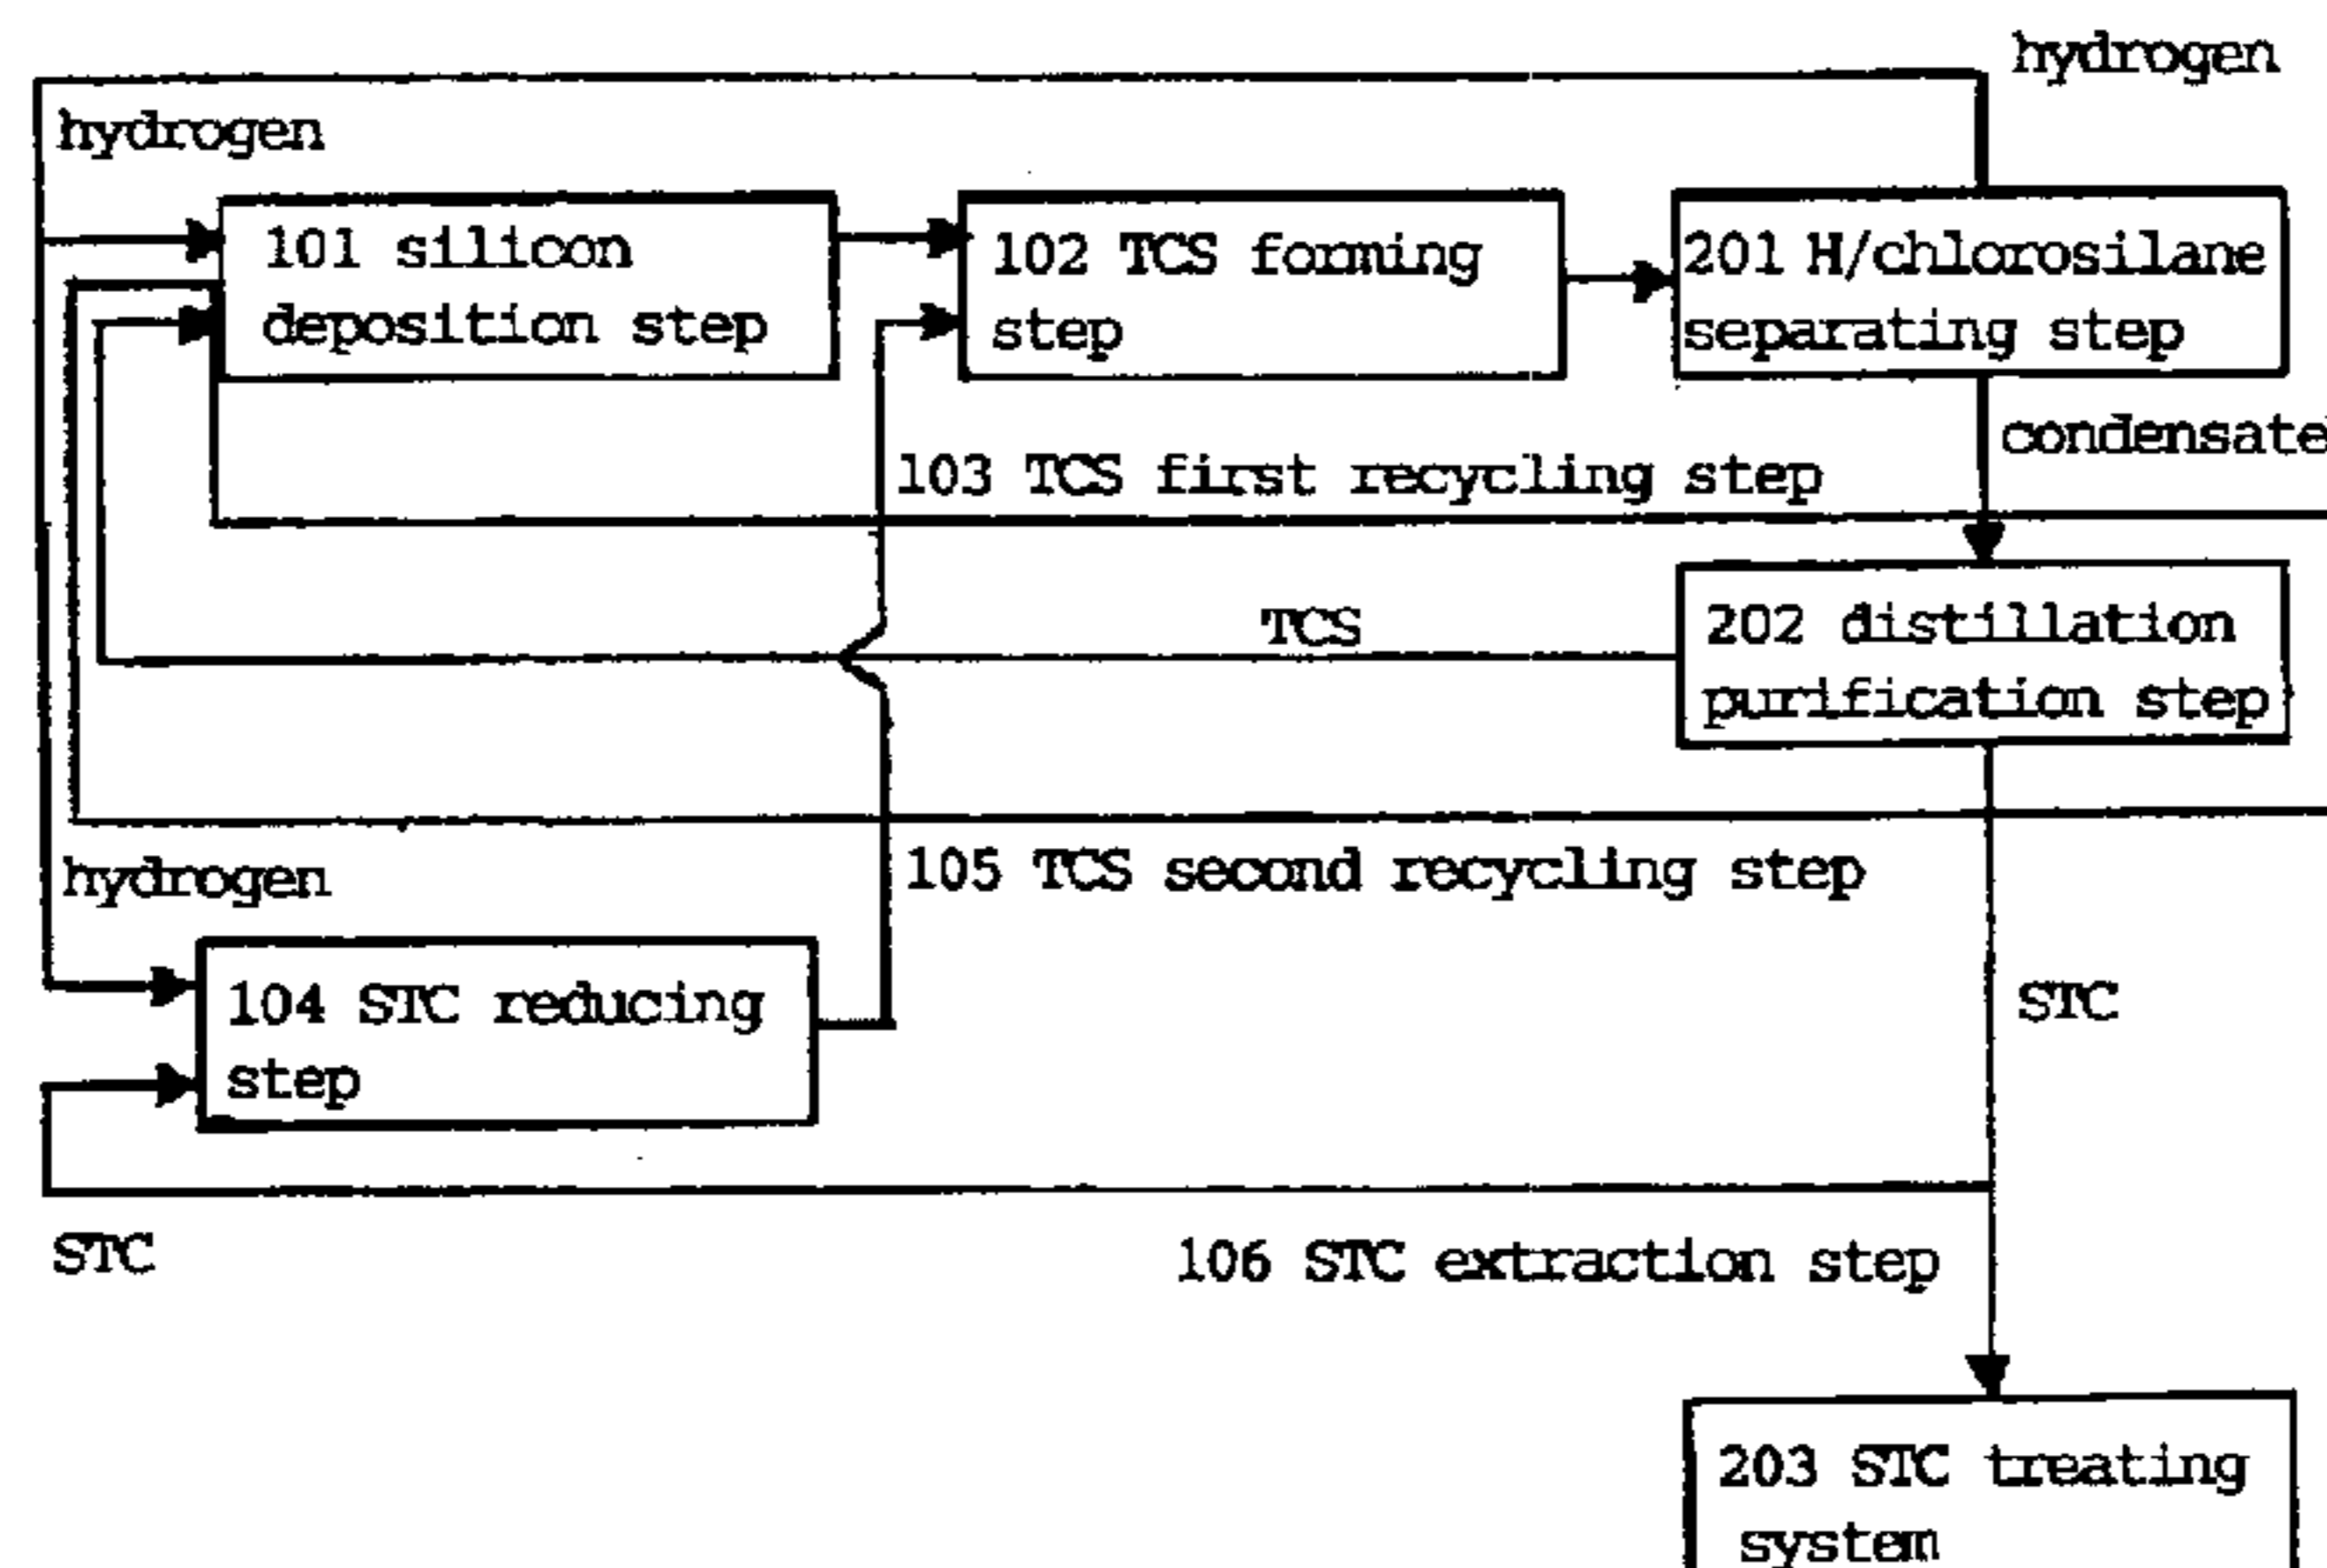 hydrogen
hydrogen
101 silicon
deposition step
102 TCS forming
step
201 H/chlorosilane
separating step
condensate
103 TCS first recycling step
TCS
202 distillation
purification step
hydrogen
105 TCS second recycling step
104 STC reducing
step
STC
STC
106 STC extraction step
203 STC treating
system